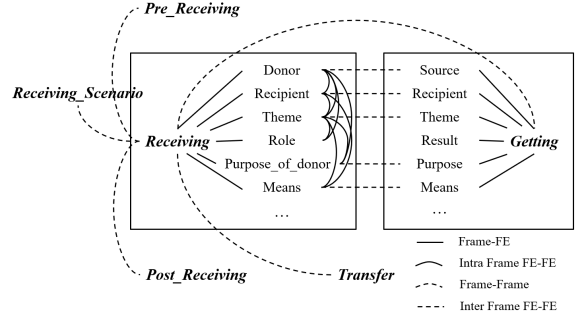 Pre_Receiving
Donor Source
Receiving_Scenario Recipient Recipient
Theme Theme
Receiving Role Result Getting
Purpose_of_donor Purpose
Means Means
… …
Frame-FE
Intra Frame FE-FE
Post_Receiving Transfer Frame-Frame
Inter Frame FE-FE